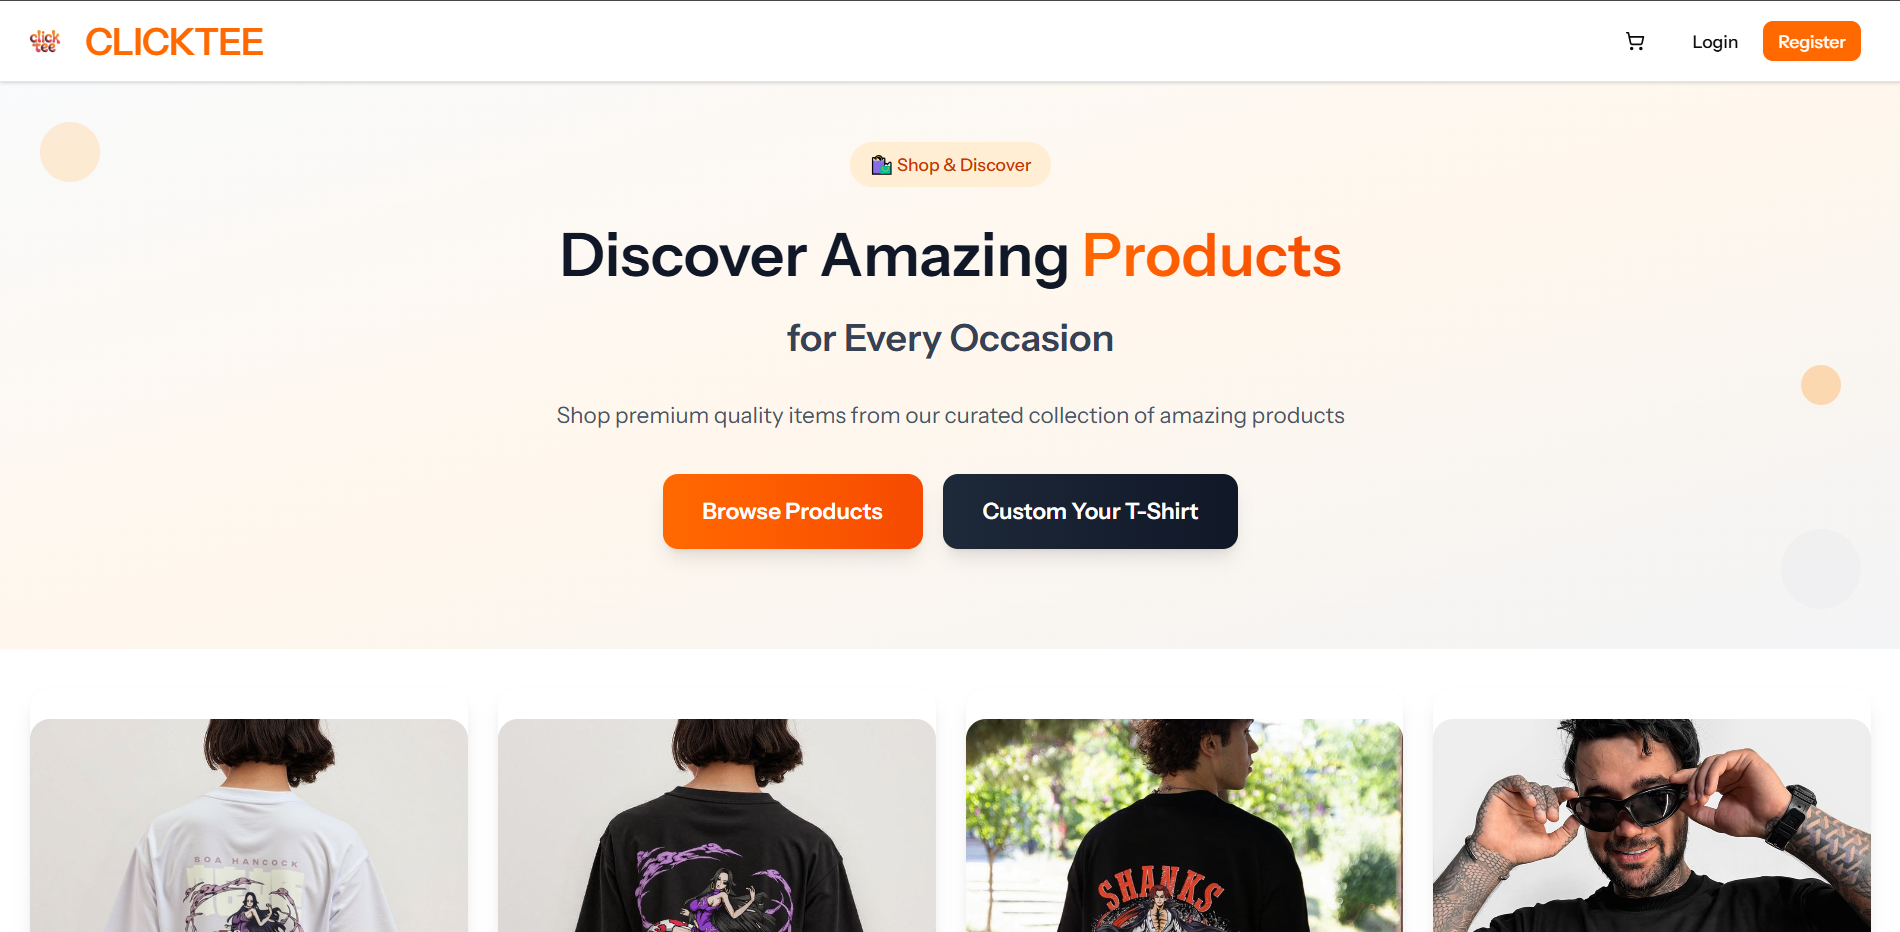 click
tee
CLICKTEE
Login
Register
🛍️ Shop & Discover
Discover Amazing Products
for Every Occasion
Shop premium quality items from our curated collection of amazing products
Browse Products
Custom Your T-Shirt
BOA HANCOCK
SHANKS